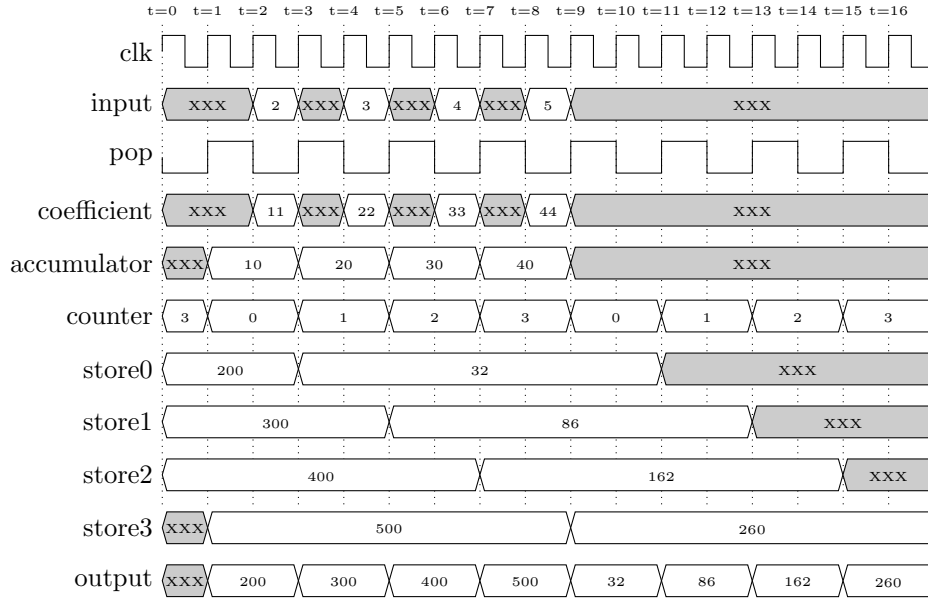 t=0 t=1 t=2 t=3 t=4 t=5 t=6 t=7 t=8 t=9 t=10 t=11 t=12 t=13 t=14 t=15 t=16
clk
input XXX 2 XXX 3 XXX 4 XXX 5 XXX
pop
coefficient XXX 11 XXX 22 XXX 33 XXX 44 XXX
accumulator XXX 10 20 30 40 XXX
counter 3 0 1 2 3 0 1 2 3
store0 200 32 XXX
store1 300 86 XXX
store2 400 162 XXX
store3 XXX 500 260
output XXX 200 300 400 500 32 86 162 260